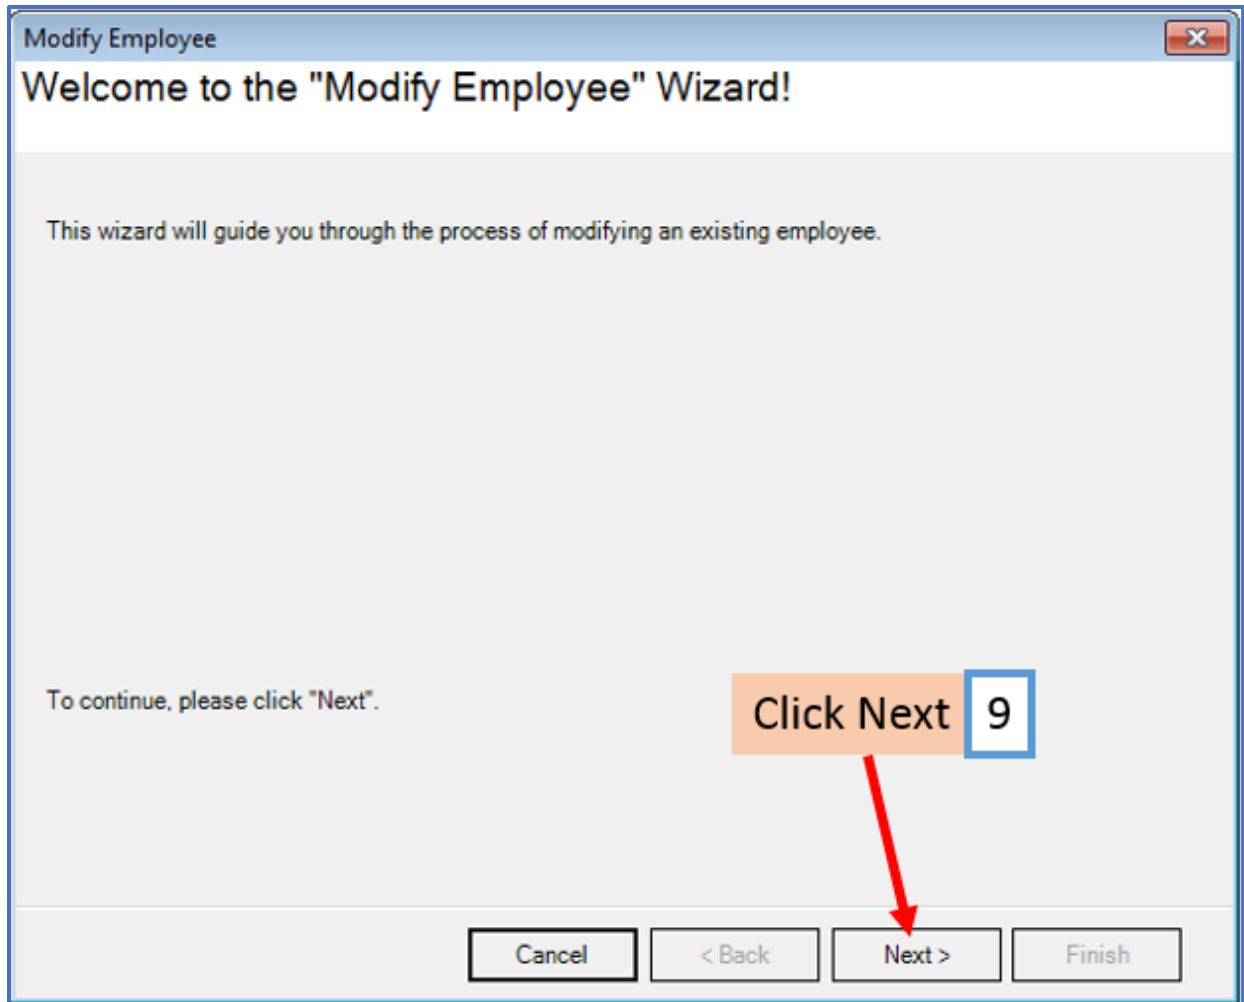 Modify Employee
Welcome to the "Modify Employee" Wizard!
This wizard will guide you through the process of modifying an existing employee.
To continue, please click "Next".
Click Next 9
Cancel < Back Next > Finish